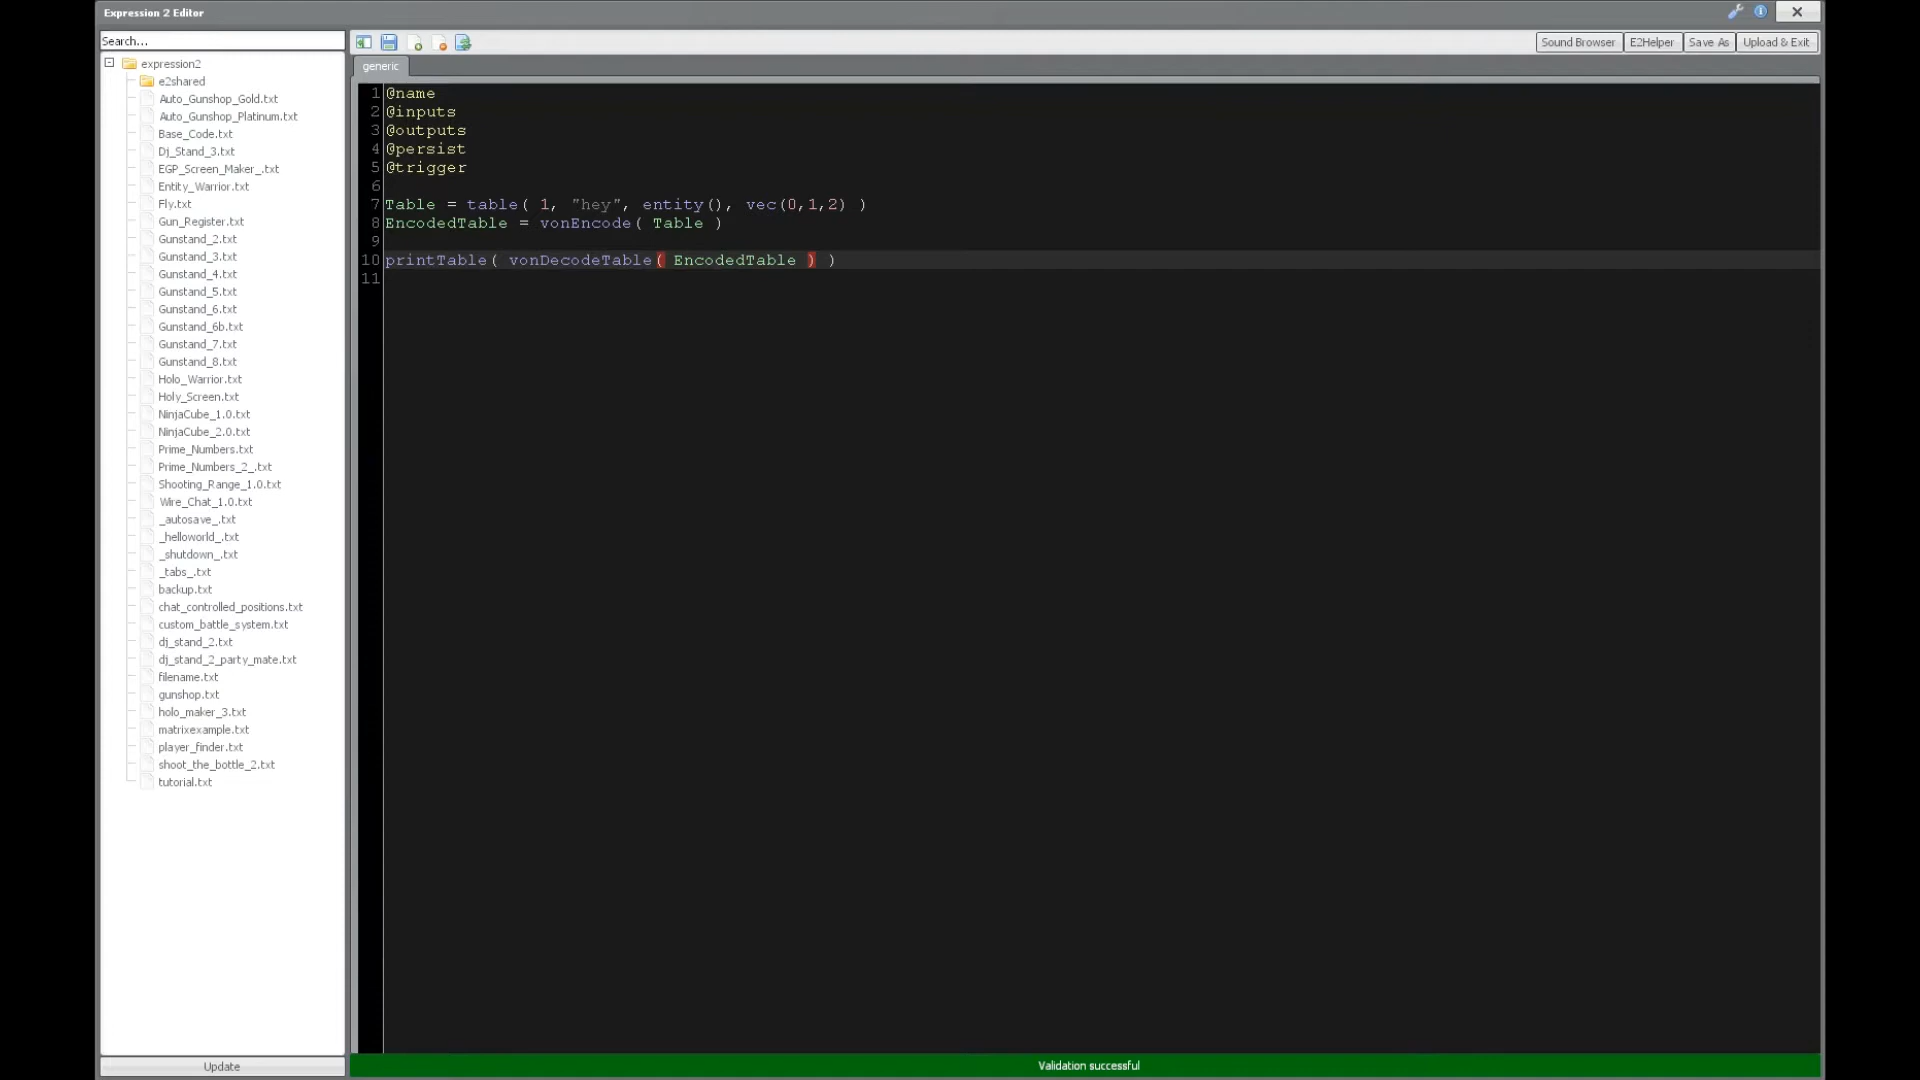 Expression 2 Editor
Search...
Sound Browser E2Helper Save As Upload & Exit
generic
expression2
e2shared
Auto_Gunshop_Gold.txt
Auto_Gunshop_Platinum.txt
Base_Code.txt
Dj_Stand_3.txt
EGP_Screen_Maker_.txt
Entity_Warrior.txt
Fly.txt
Gun_Register.txt
Gunstand_2.txt
Gunstand_3.txt
Gunstand_4.txt
Gunstand_5.txt
Gunstand_6.txt
Gunstand_6b.txt
Gunstand_7.txt
Gunstand_8.txt
Holo_Warrior.txt
Holy_Screen.txt
NinjaCube_1.0.txt
NinjaCube_2.0.txt
Prime_Numbers.txt
Prime_Numbers_2_.txt
Shooting_Range_1.0.txt
Wire_Chat_1.0.txt
_autosave_.txt
_helloworld_.txt
_shutdown_.txt
_tabs_.txt
backup.txt
chat_controlled_positions.txt
custom_battle_system.txt
dj_stand_2.txt
dj_stand_2_party_mate.txt
filename.txt
gunshop.txt
holo_maker_3.txt
matrixexample.txt
player_finder.txt
shoot_the_bottle_2.txt
tutorial.txt
Update
1 @name
2 @inputs
3 @outputs
4 @persist
5 @trigger
6
7 Table = table( 1, "hey", entity(), vec(0,1,2) )
8 EncodedTable = vonEncode( Table )
9
10 printTable( vonDecodeTable( EncodedTable ) )
11
Validation successful